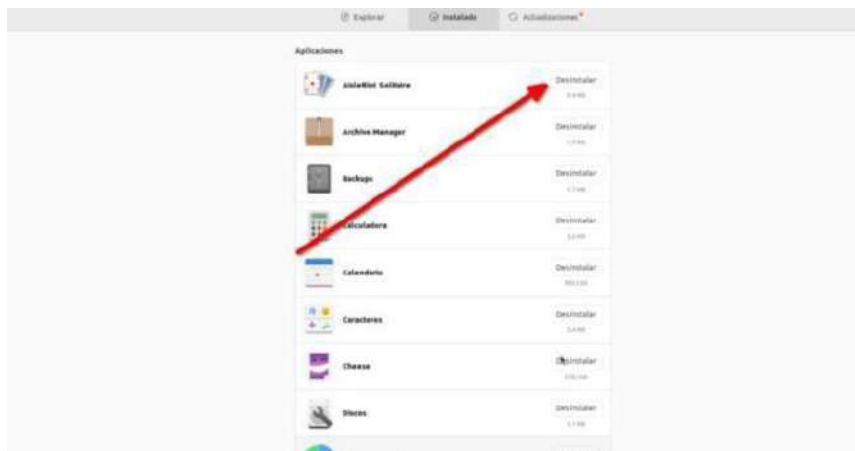 Explorar
Instalado
Actualizaciones
Aplicaciones
AisleRiot Solitaire
Desinstalar
Archive Manager
Desinstalar
Backups
Desinstalar
Calculadora
Desinstalar
Calendario
Desinstalar
Caracteres
Desinstalar
Cheese
Desinstalar
Discos
Desinstalar